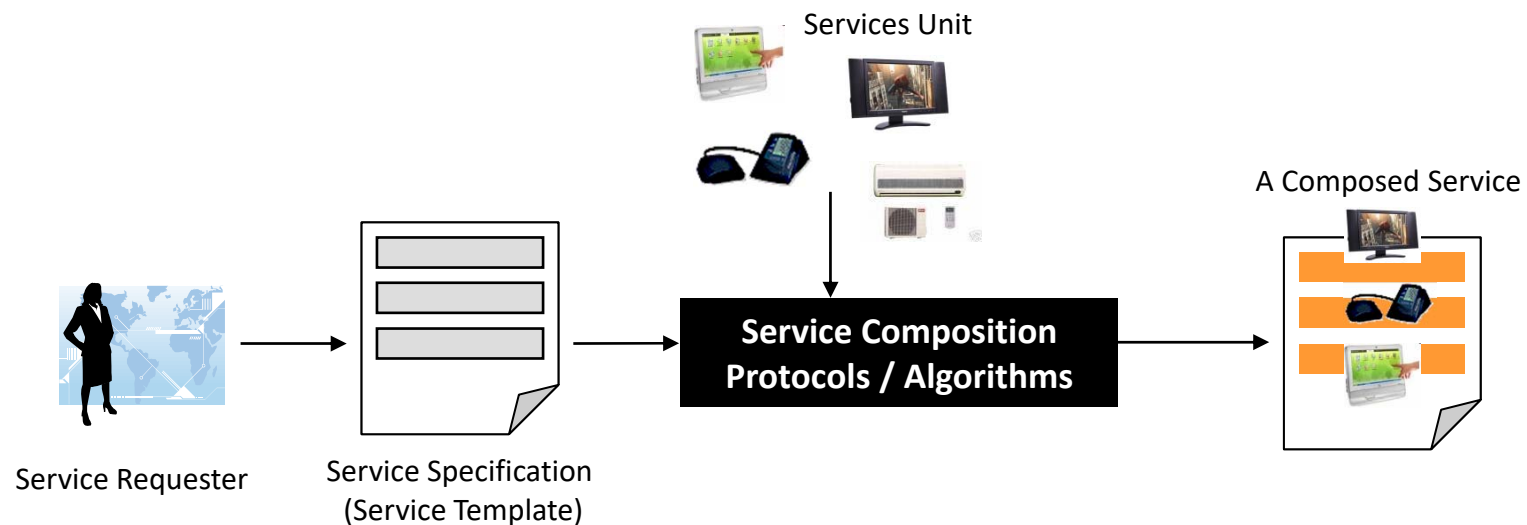 Services Unit
A Composed Service
Service Composition
Protocols / Algorithms
Service Requester
Service Specification
(Service Template)